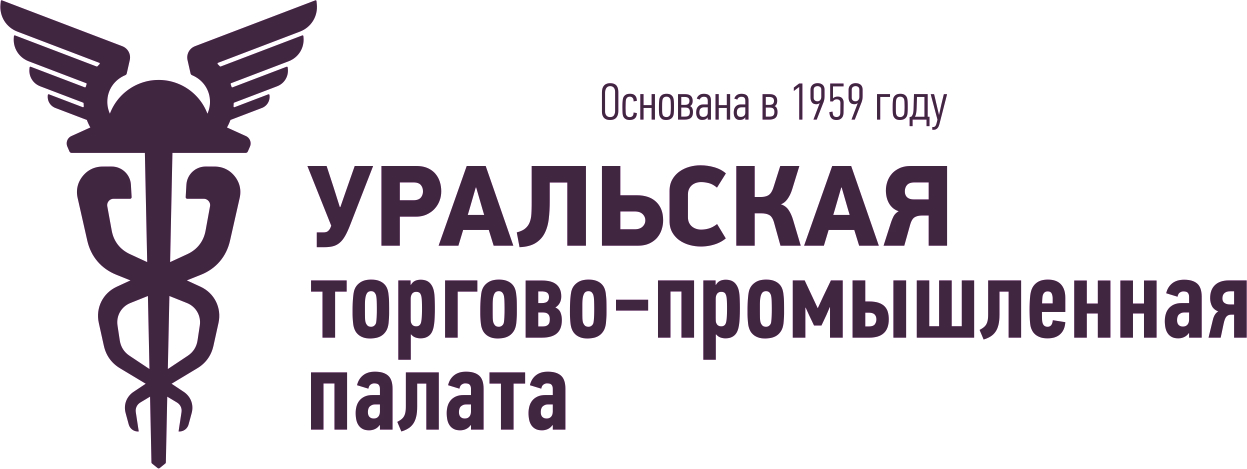 Основана в 1959 году
УРАЛЬСКАЯ
торгово-промышленная
палата